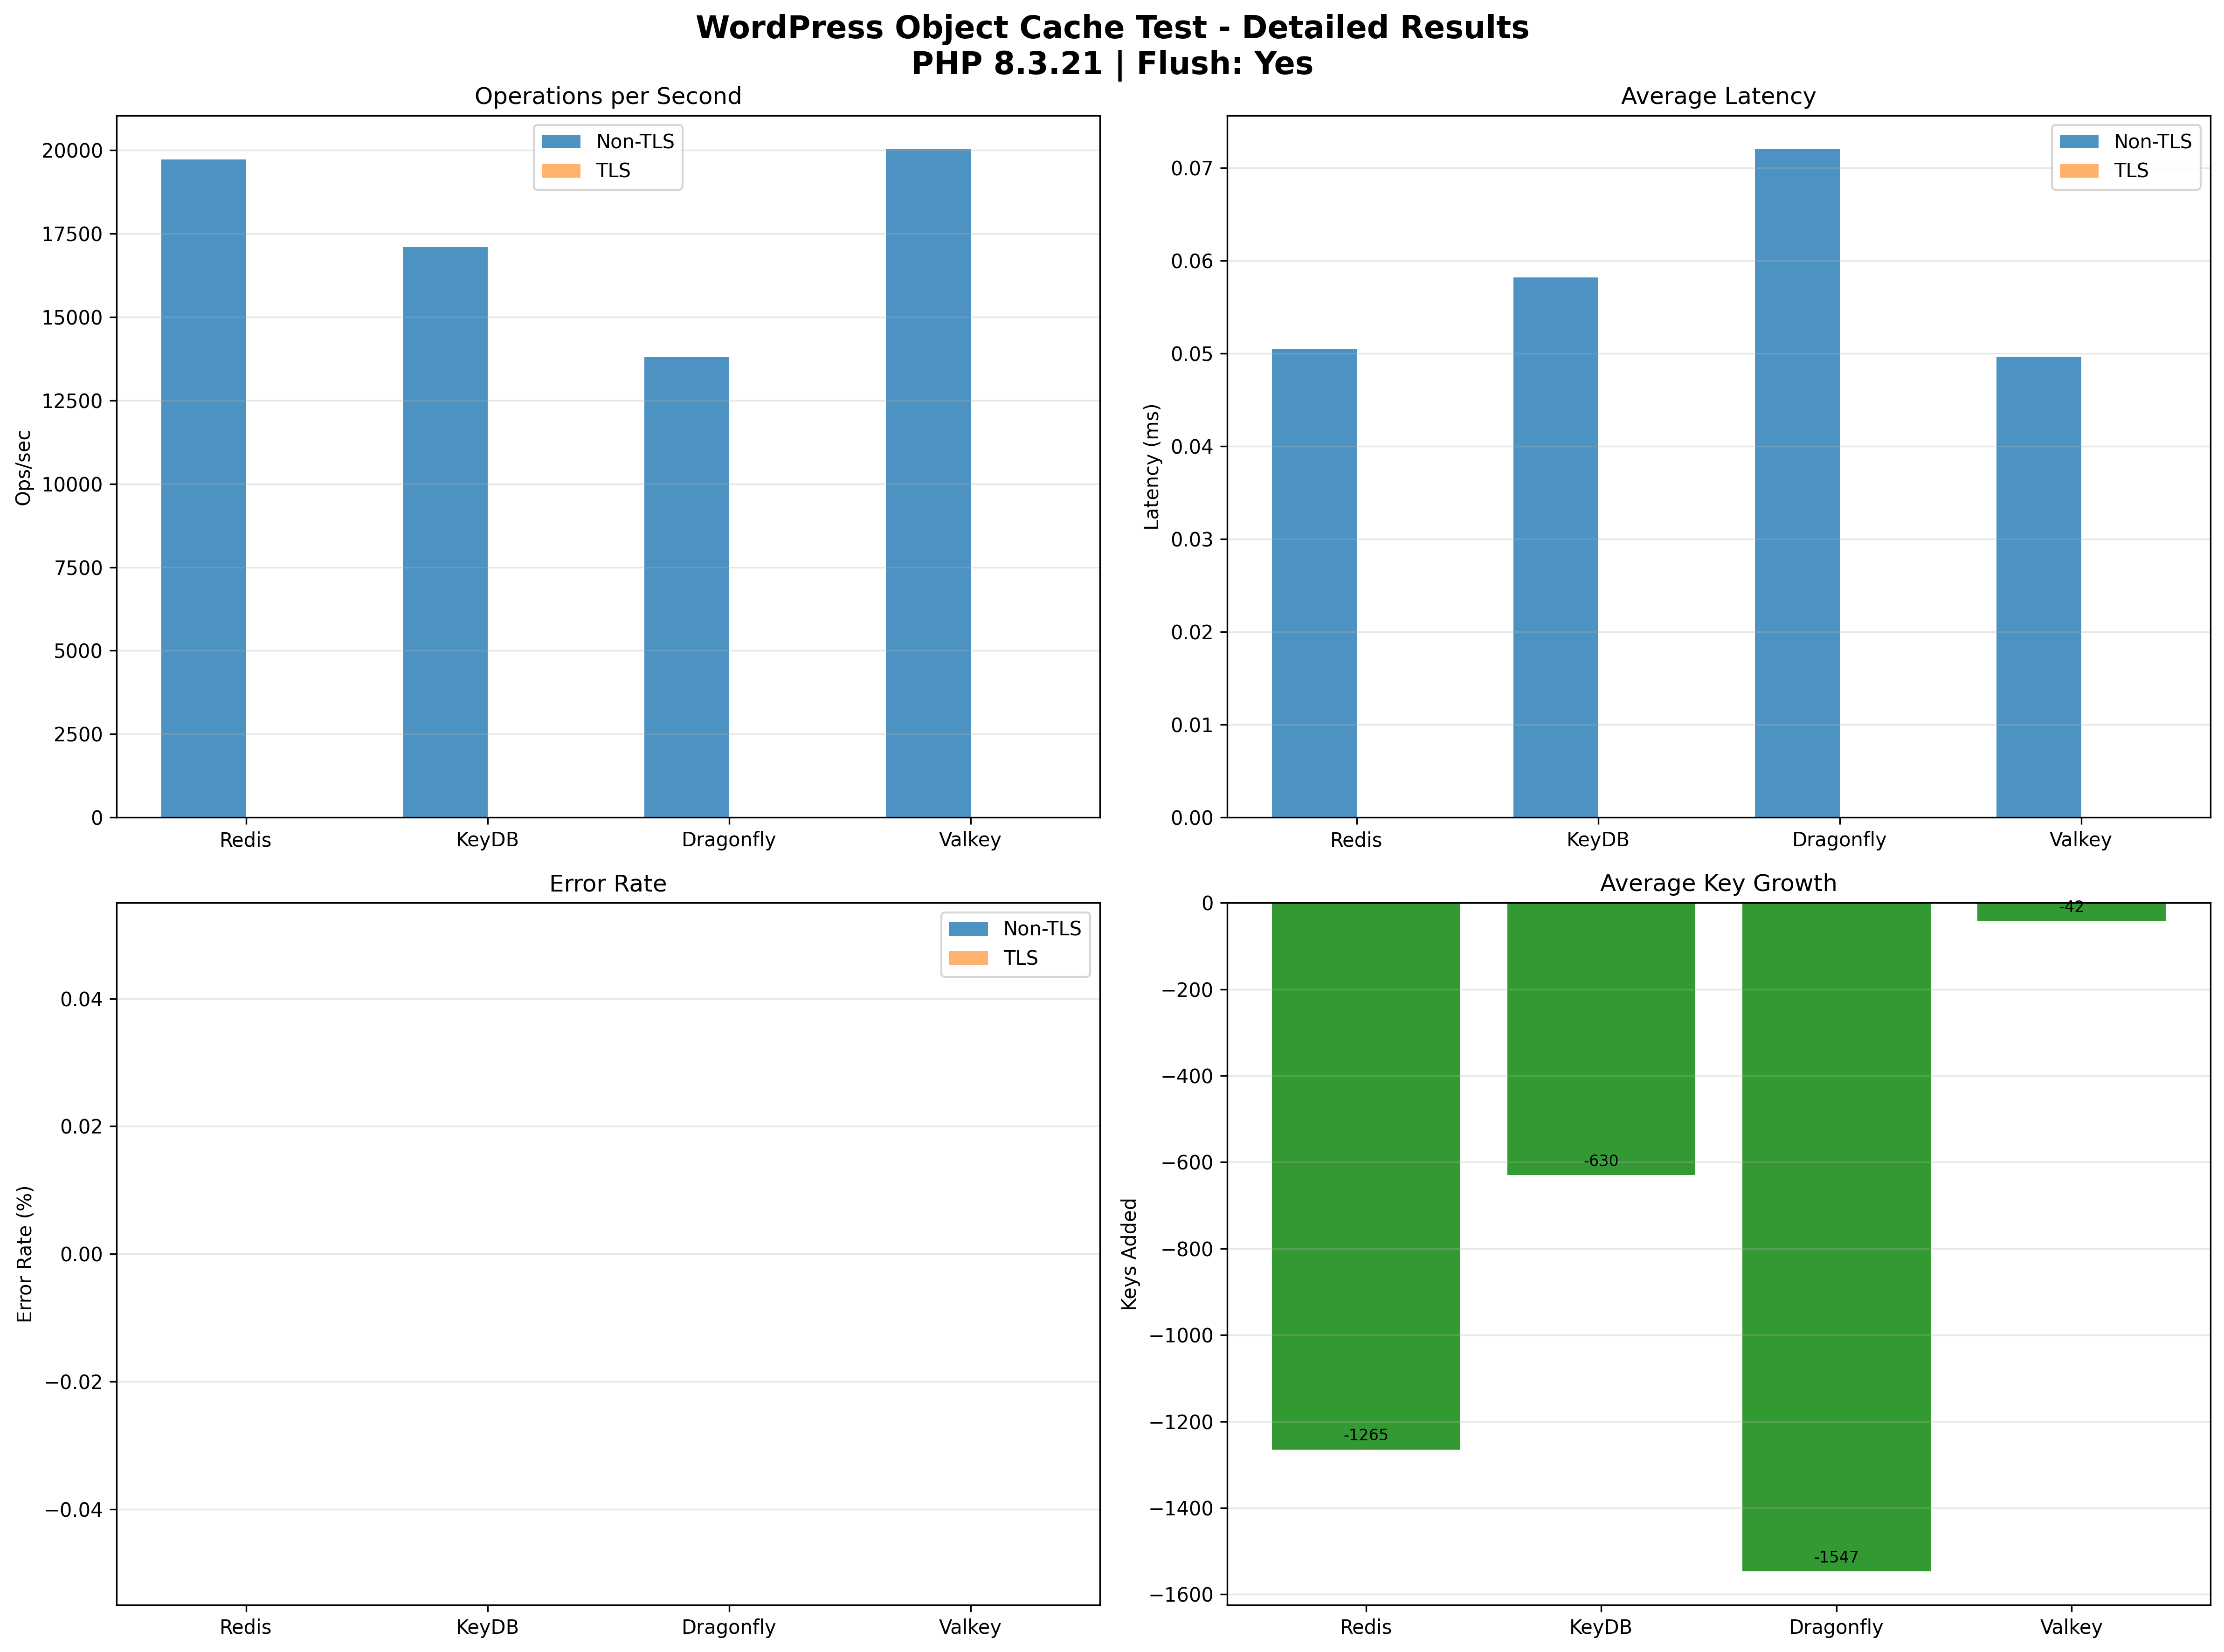 WordPress Object Cache Test - Detailed Results
PHP 8.3.21 | Flush: Yes
Operations per Second
Ops/sec
20000
17500
15000
12500
10000
7500
5000
2500
0
Non-TLS
TLS
Redis KeyDB Dragonfly Valkey
Average Latency
Latency (ms)
0.07
0.06
0.05
0.04
0.03
0.02
0.01
0.00
Non-TLS
TLS
Redis KeyDB Dragonfly Valkey
Error Rate
Error Rate (%)
0.04
0.02
0.00
−0.02
−0.04
Non-TLS
TLS
Redis KeyDB Dragonfly Valkey
Average Key Growth
Keys Added
0
−200
−400
−600
−800
−1000
−1200
−1400
−1600
-1265
-630
-1547
-42
Redis KeyDB Dragonfly Valkey